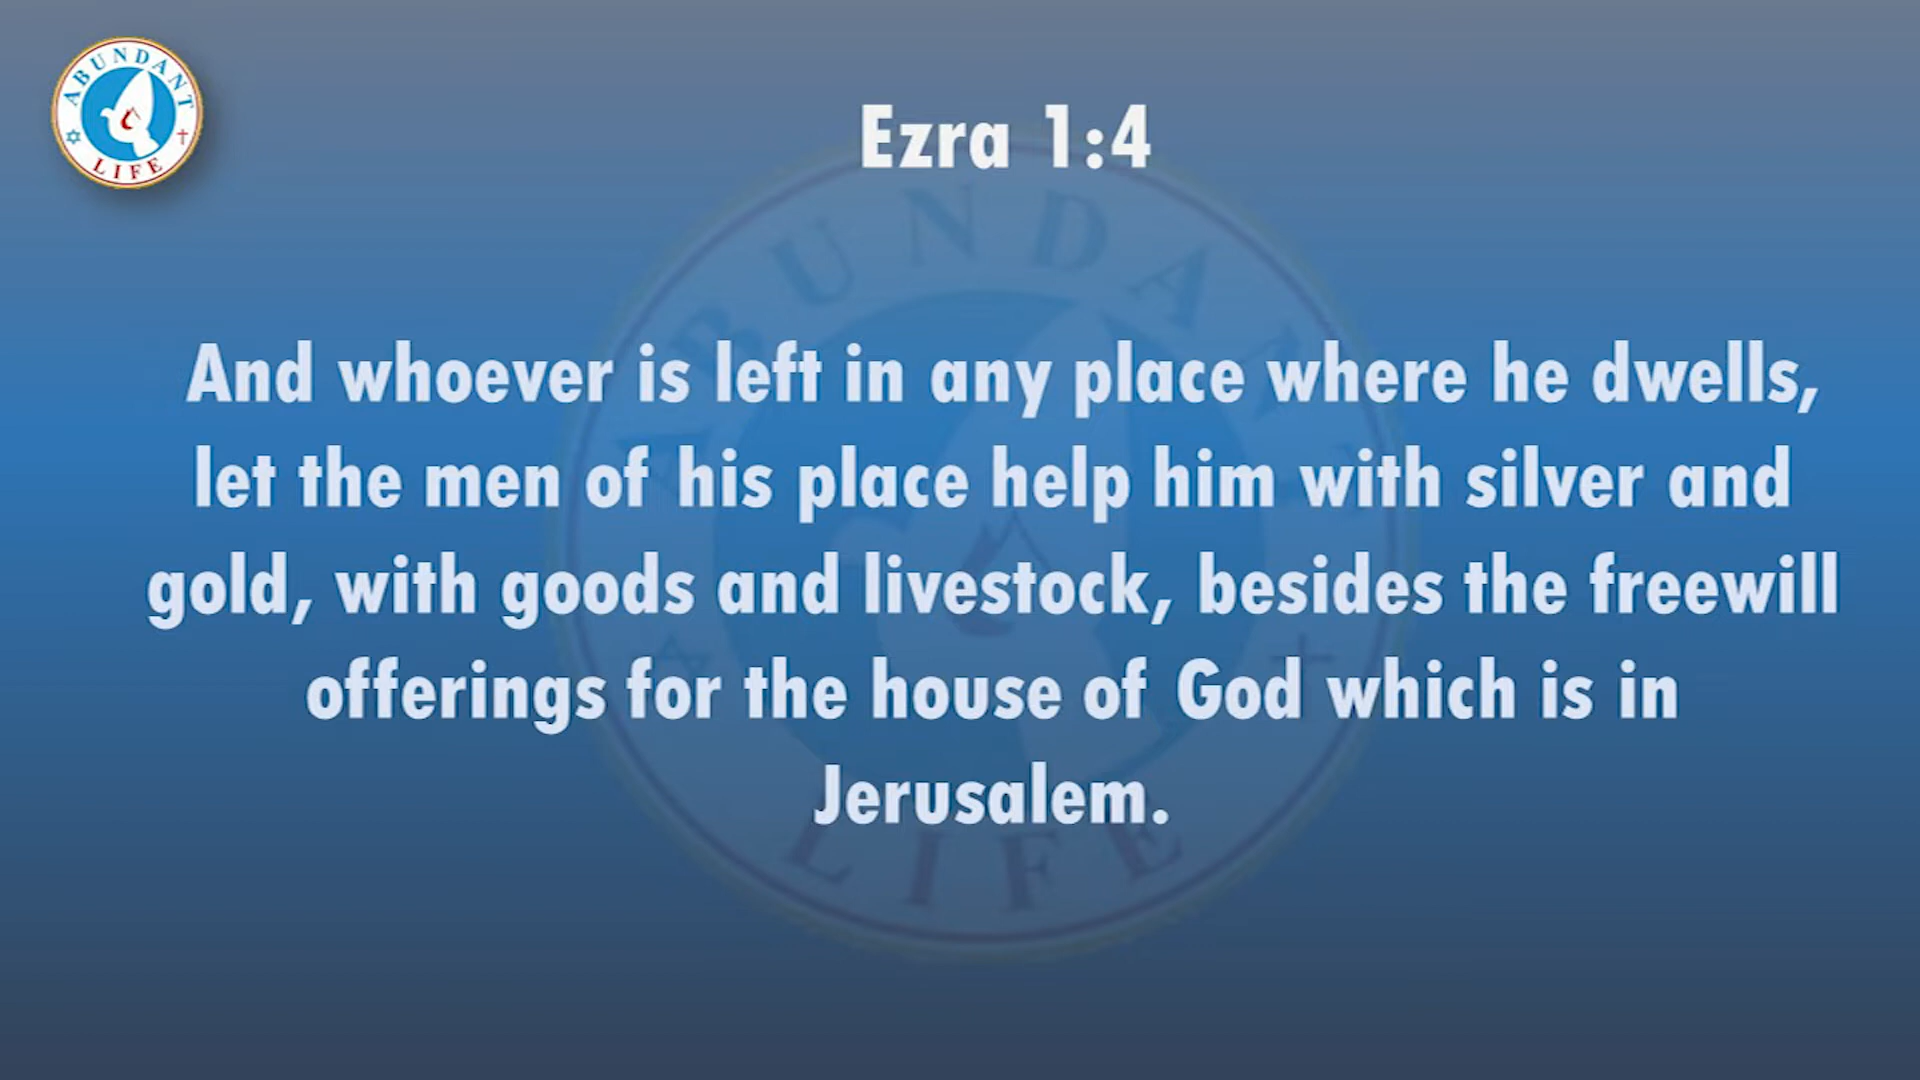 ABUNDANT
LIFE
Ezra 1:4
And whoever is left in any place where he dwells,
let the men of his place help him with silver and
gold, with goods and livestock, besides the freewill
offerings for the house of God which is in
Jerusalem.
ABUNDANT
LIFE